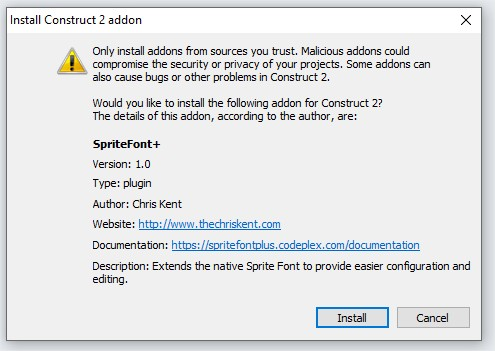 Install Construct 2 addon
Only install addons from sources you trust. Malicious addons could
compromise the security or privacy of your projects. Some addons can
also cause bugs or other problems in Construct 2.
Would you like to install the following addon for Construct 2?
The details of this addon, according to the author, are:
SpriteFont+
Version: 1.0
Type: plugin
Author: Chris Kent
Website: http://www.thechriskent.com
Documentation: https://spritefontplus.codeplex.com/documentation
Description: Extends the native Sprite Font to provide easier configuration and
editing.
Install
Cancel